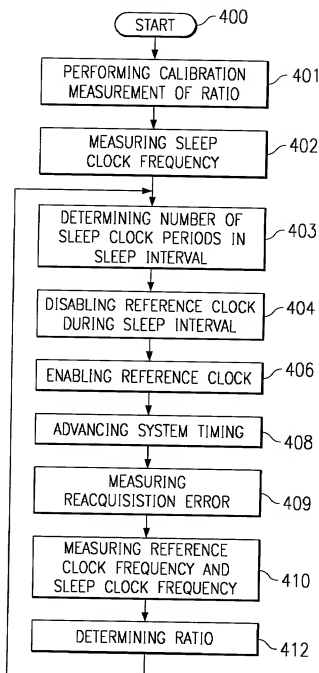 START
400
PERFORMING CALIBRATION
MEASUREMENT OF RATIO
401
MEASURING SLEEP
CLOCK FREQUENCY
402
DETERMINING NUMBER OF
SLEEP CLOCK PERIODS IN
SLEEP INTERVAL
403
DISABLING REFERENCE CLOCK
DURING SLEEP INTERVAL
404
ENABLING REFERENCE CLOCK
406
ADVANCING SYSTEM TIMING
408
MEASURING
REACQUISISTION ERROR
409
MEASURING REFERENCE
CLOCK FREQUENCY AND
SLEEP CLOCK FREQUENCY
410
DETERMINING RATIO
412